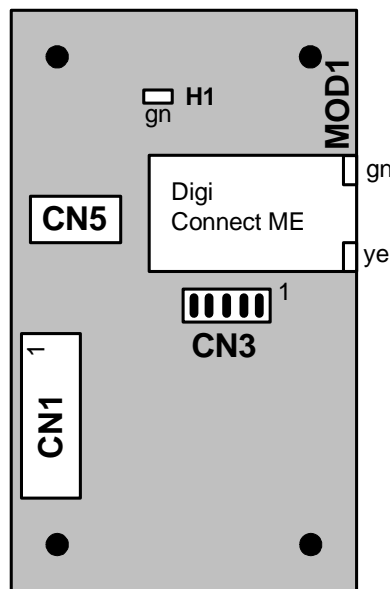 H1
gn
MOD1
gn
Digi
Connect ME
CN5
ye
1
CN3
1
CN1